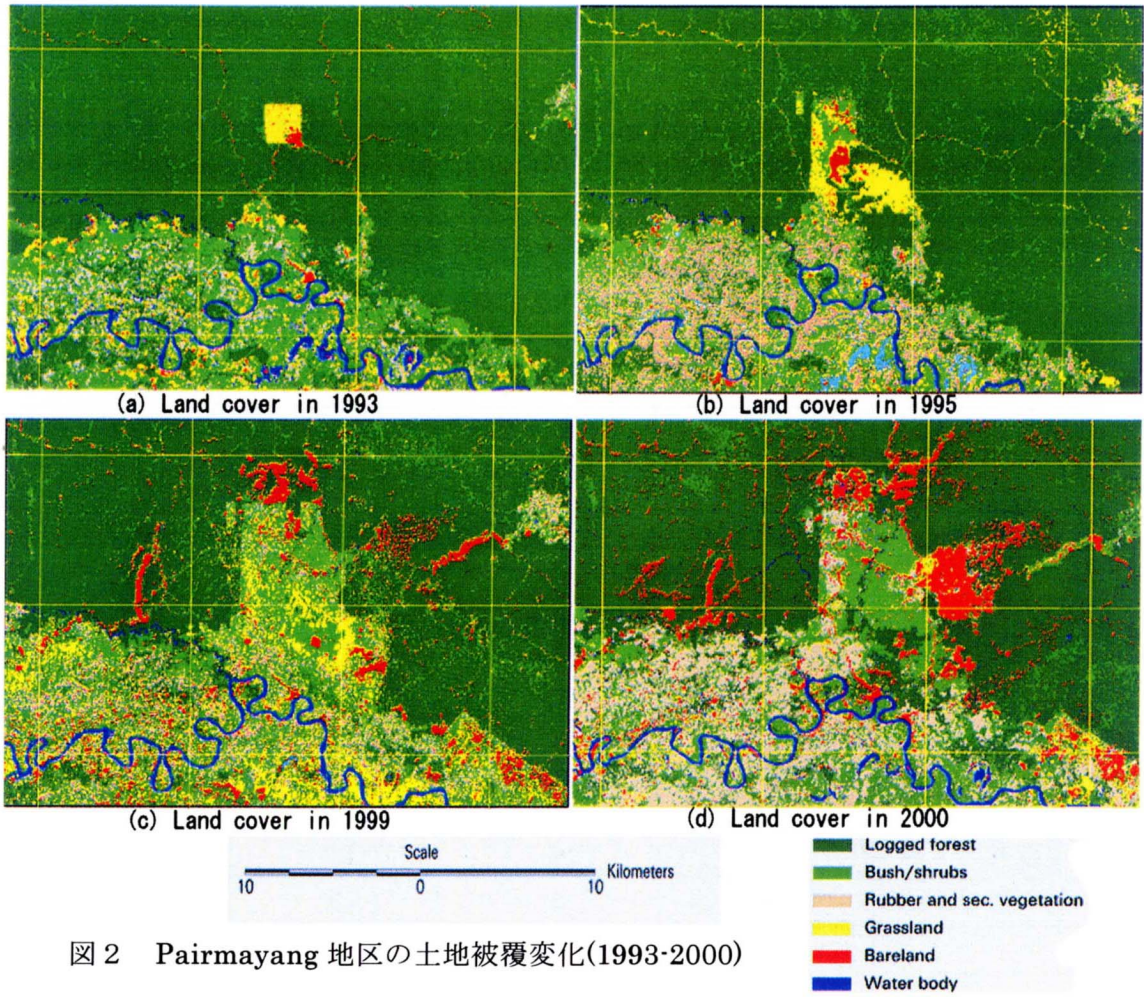 (a) Land cover in 1993
(b) Land cover in 1995
(c) Land cover in 1999
(d) Land cover in 2000
Scale
10 0 10 Kilometers
Logged forest
Bush/shrubs
Rubber and sec. vegetation
Grassland
Bareland
Water body
図2 Pairmayang 地区の土地被覆変化(1993-2000)